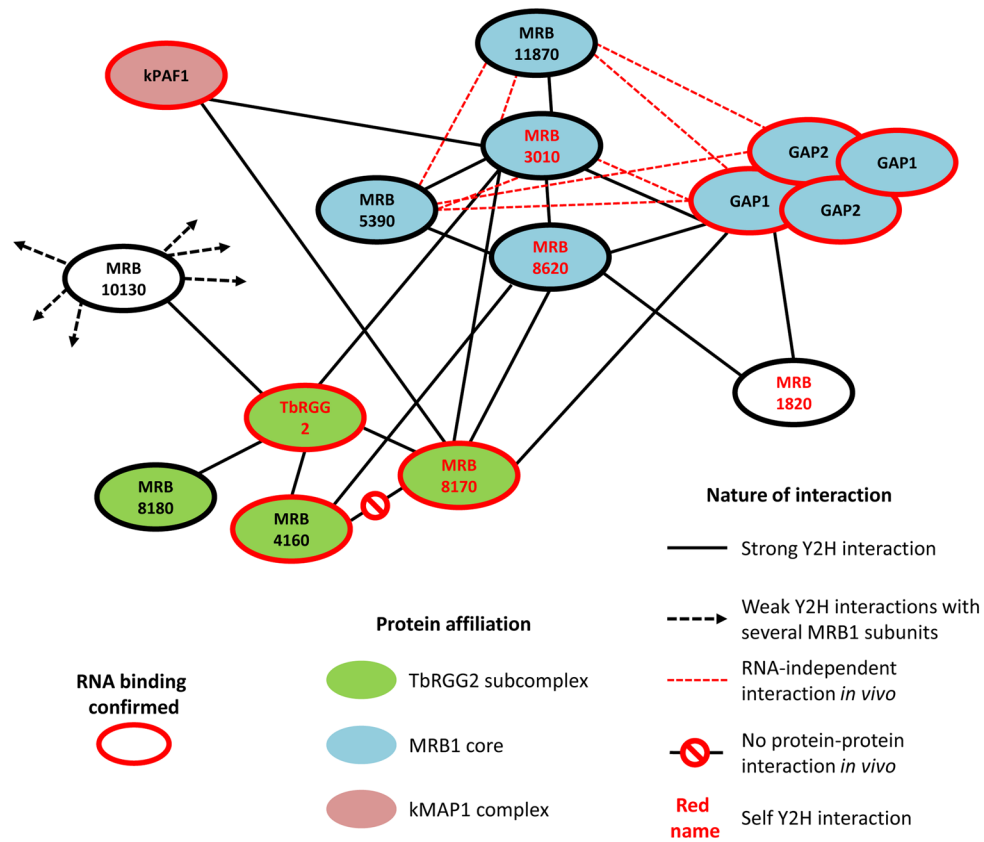 MRB
11870
kPAF1
MRB
3010
GAP2
GAP1
MRB
5390
GAP1
GAP2
MRB
8620
MRB
10130
MRB
1820
TbRGG
2
MRB
8170
MRB
8180
MRB
4160
Nature of interaction
Strong Y2H interaction
Weak Y2H interactions with
several MRB1 subunits
RNA-independent
interaction in vivo
No protein-protein
interaction in vivo
Red
name
Self Y2H interaction
Protein affiliation
TbRGG2 subcomplex
MRB1 core
kMAP1 complex
RNA binding
confirmed